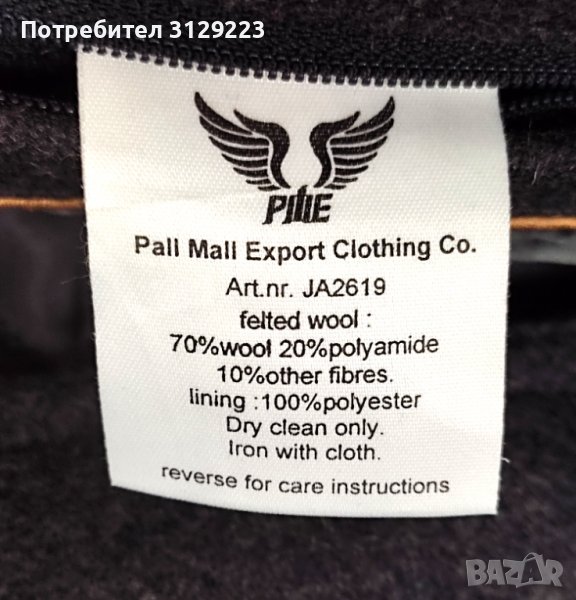 Потребител 3129223
PME
Pall Mall Export Clothing Co.
Art.nr. JA2619
felted wool :
70%wool 20%polyamide
10%other fibres.
lining :100%polyester
Dry clean only.
Iron with cloth.
reverse for care instructions
BAZAR